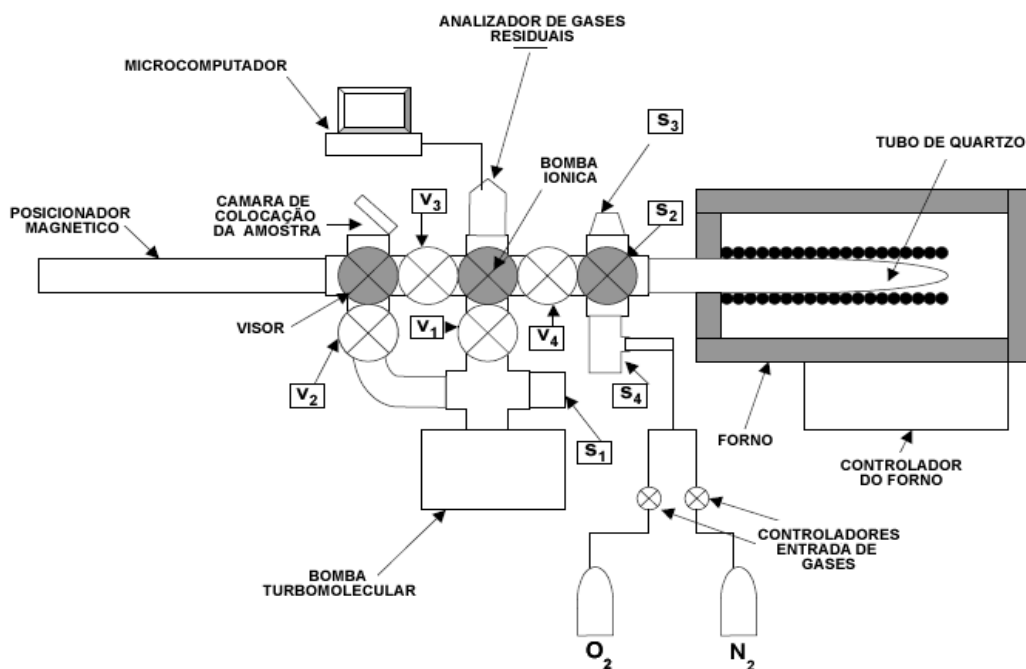 ANALIZADOR DE GASES
RESIDUAIS
MICROCOMPUTADOR
S₃
TUBO DE QUARTZO
BOMBA
IONICA
CAMARA DE
COLOCAÇÃO
DA AMOSTRA
V₃
S₂
POSICIONADOR
MAGNETICO
VISOR
V₁
V₄
V₂
S₄
S₁
FORNO
CONTROLADOR
DO FORNO
CONTROLADORES
ENTRADA DE
GASES
BOMBA
TURBOMOLECULAR
O₂
N₂